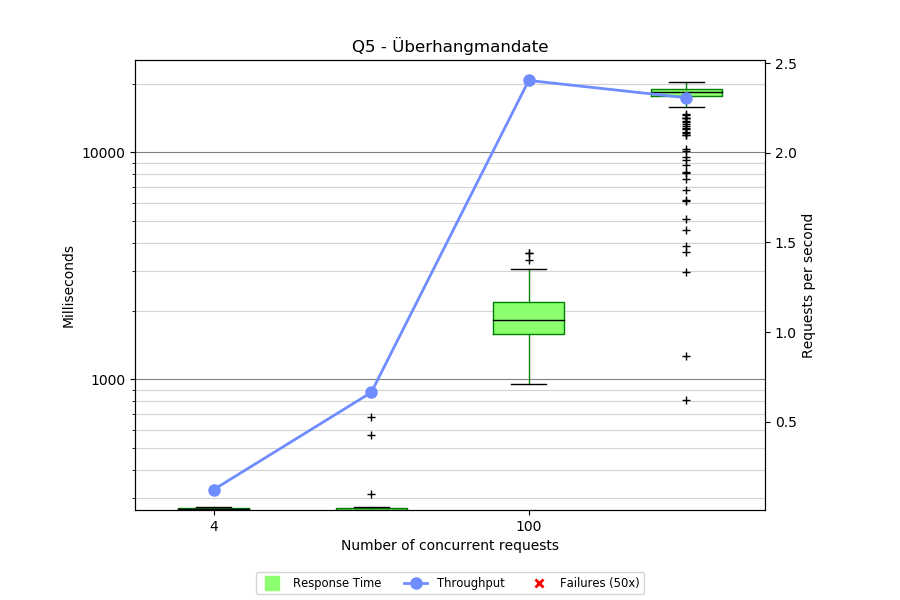 Q5 - Überhangmandate
Milliseconds
10000
1000
2.5
2.0
1.5
1.0
0.5
Requests per second
4
100
Number of concurrent requests
Response Time
Throughput
Failures (50x)